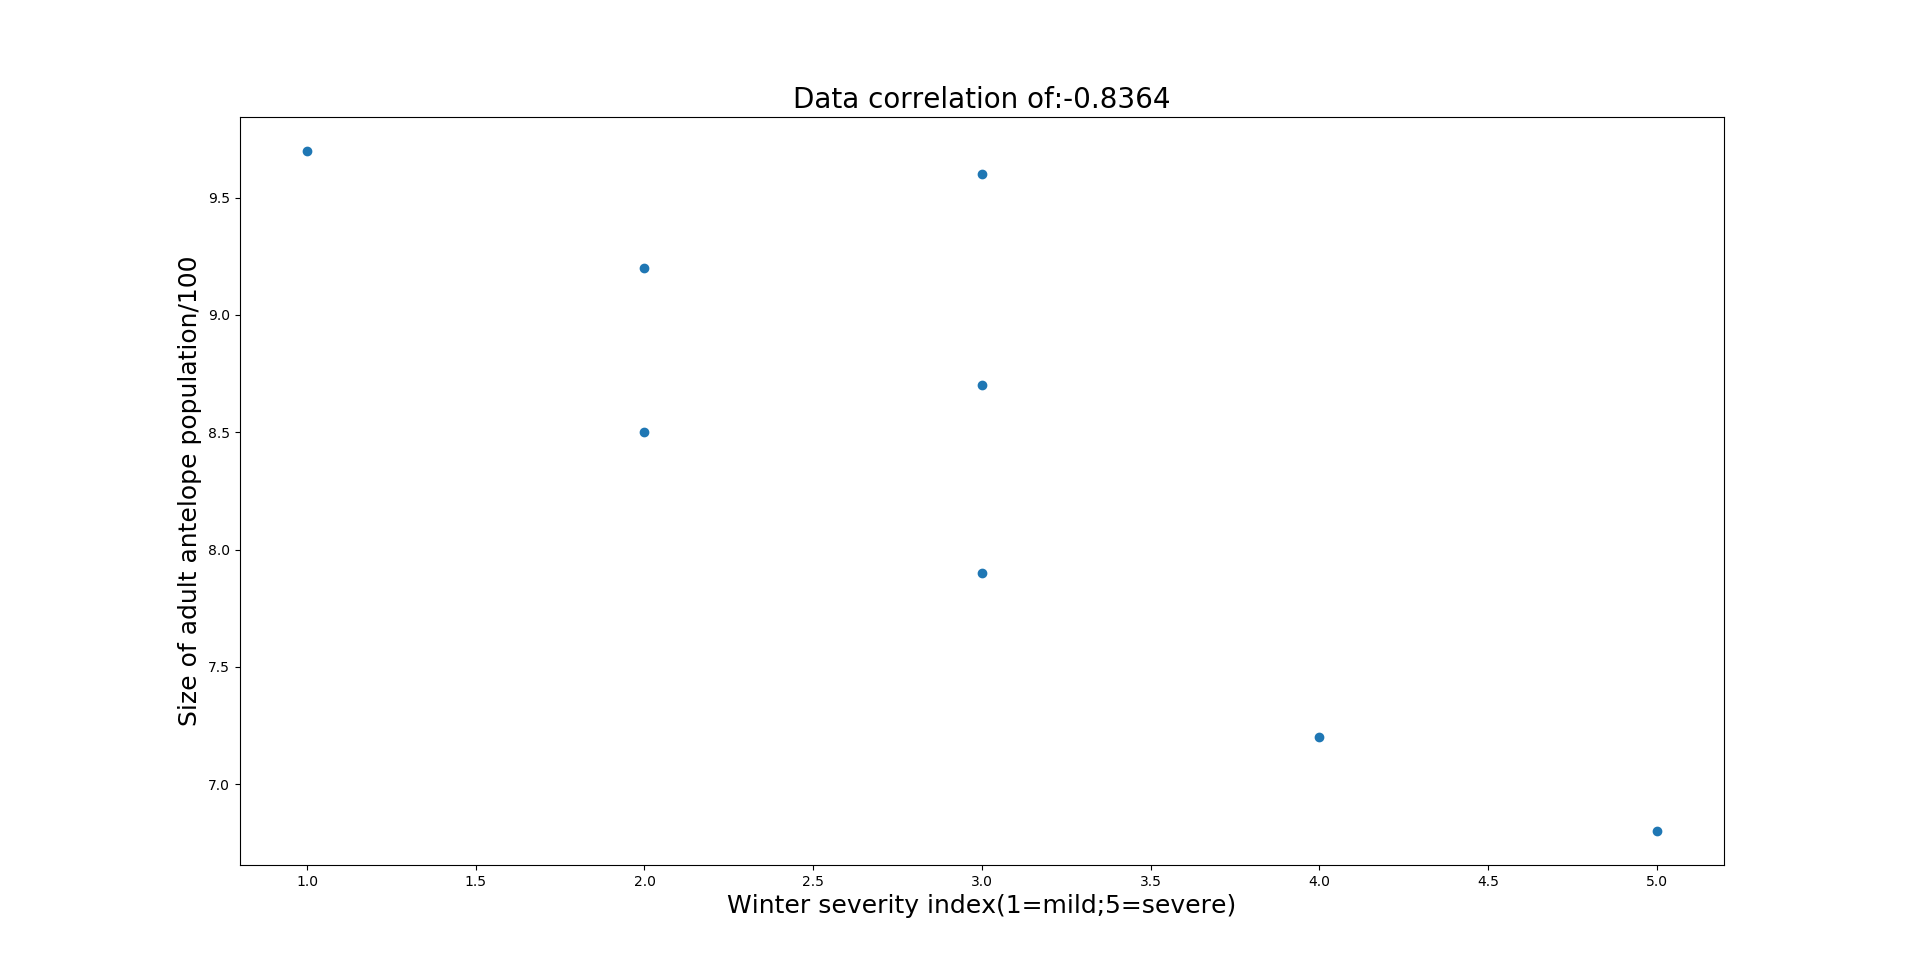 Data correlation of:-0.8364
Size of adult antelope population/100
9.5
9.0
8.5
8.0
7.5
7.0
1.0 1.5 2.0 2.5 3.0 3.5 4.0 4.5 5.0
Winter severity index(1=mild;5=severe)